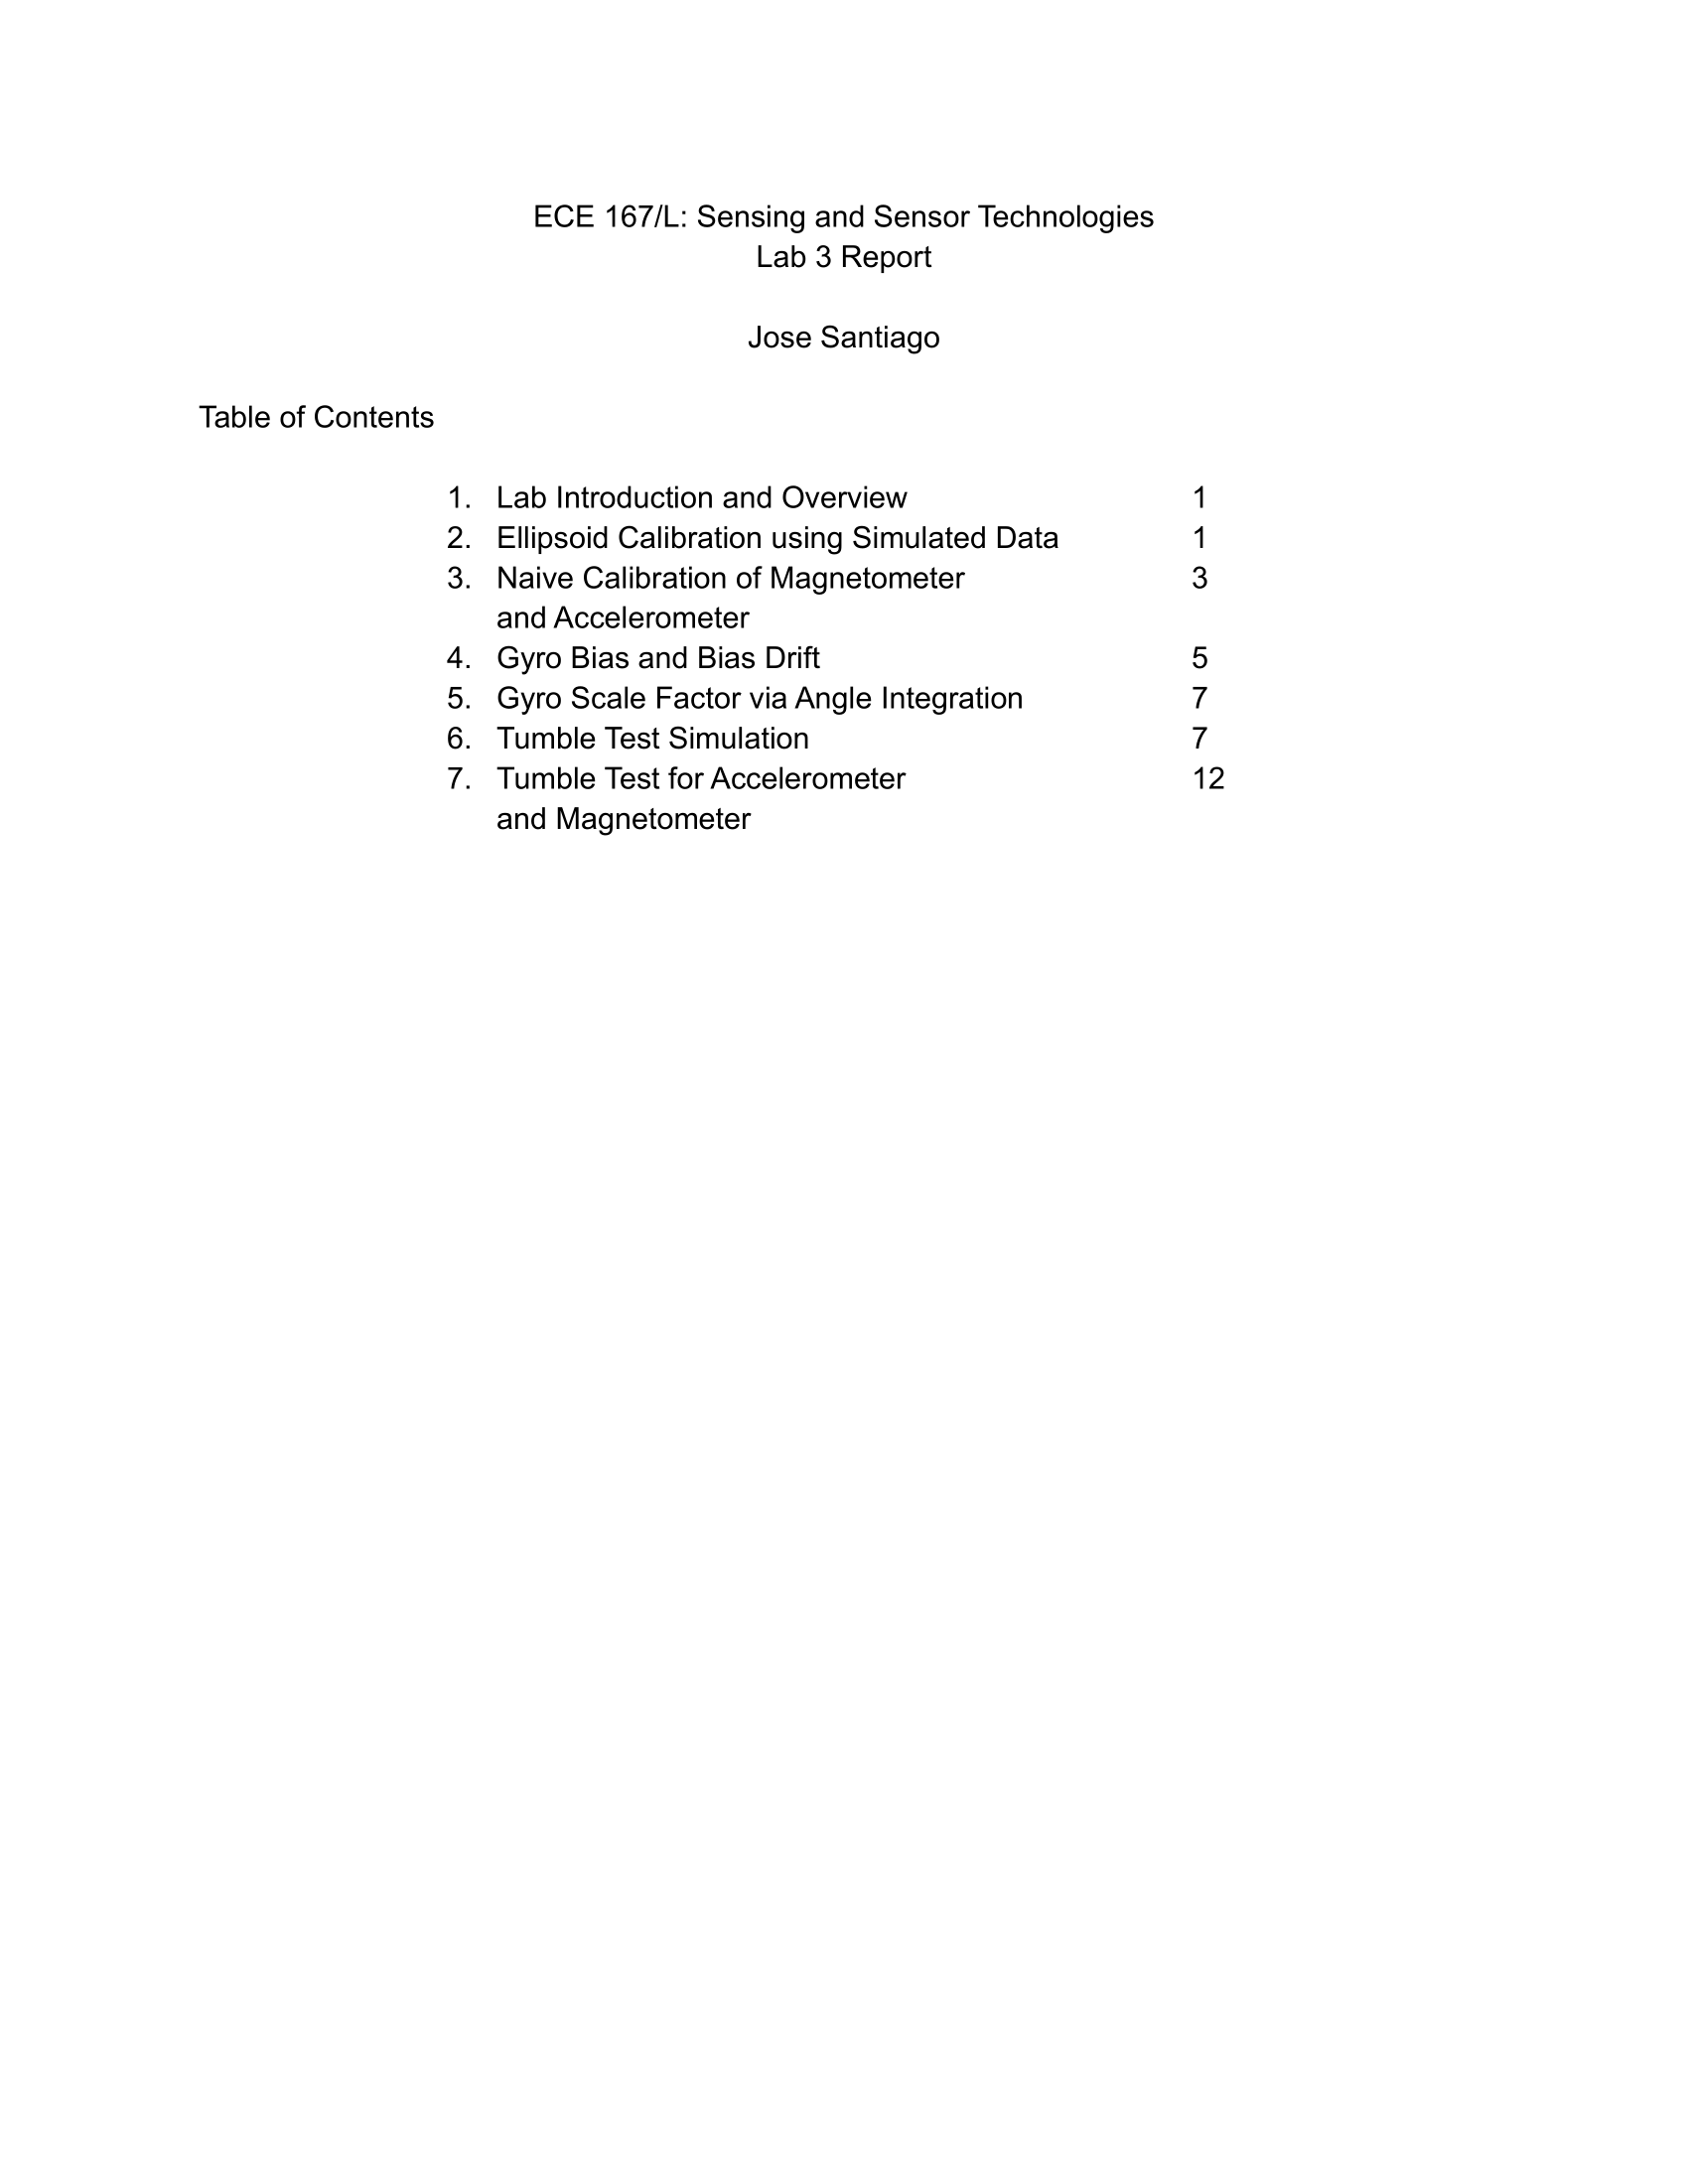 ECE 167/L: Sensing and Sensor Technologies
Lab 3 Report
Jose Santiago
Table of Contents
1. Lab Introduction and Overview 1
2. Ellipsoid Calibration using Simulated Data 1
3. Naive Calibration of Magnetometer 3
and Accelerometer
4. Gyro Bias and Bias Drift 5
5. Gyro Scale Factor via Angle Integration 7
6. Tumble Test Simulation 7
7. Tumble Test for Accelerometer 12
and Magnetometer